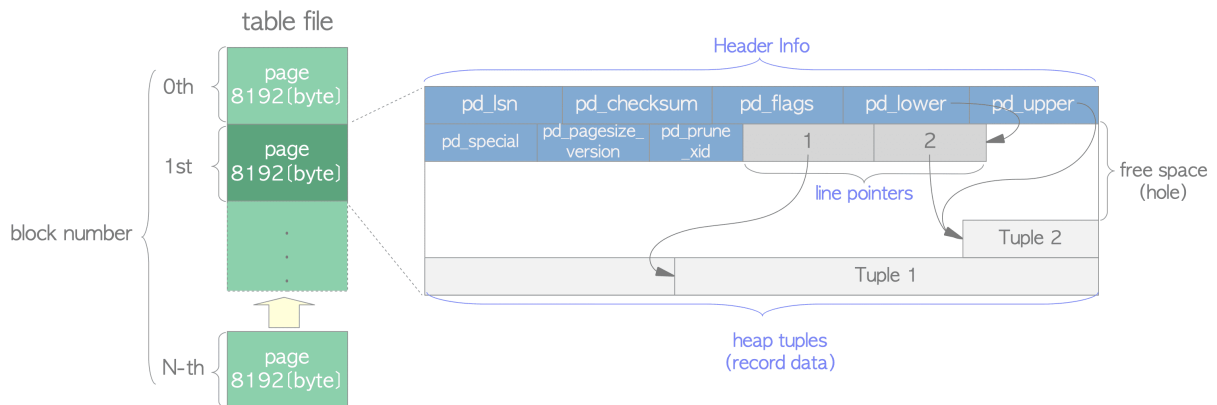 table file
block number
0th
page
8192[byte]
1st
page
8192[byte]
.
.
.
N-th
page
8192[byte]
Header Info
pd_lsn
pd_checksum
pd_flags
pd_lower
pd_upper
pd_special
pd_pagesize_
version
pd_prune
_xid
1
2
line pointers
free space
(hole)
Tuple 2
Tuple 1
heap tuples
(record data)